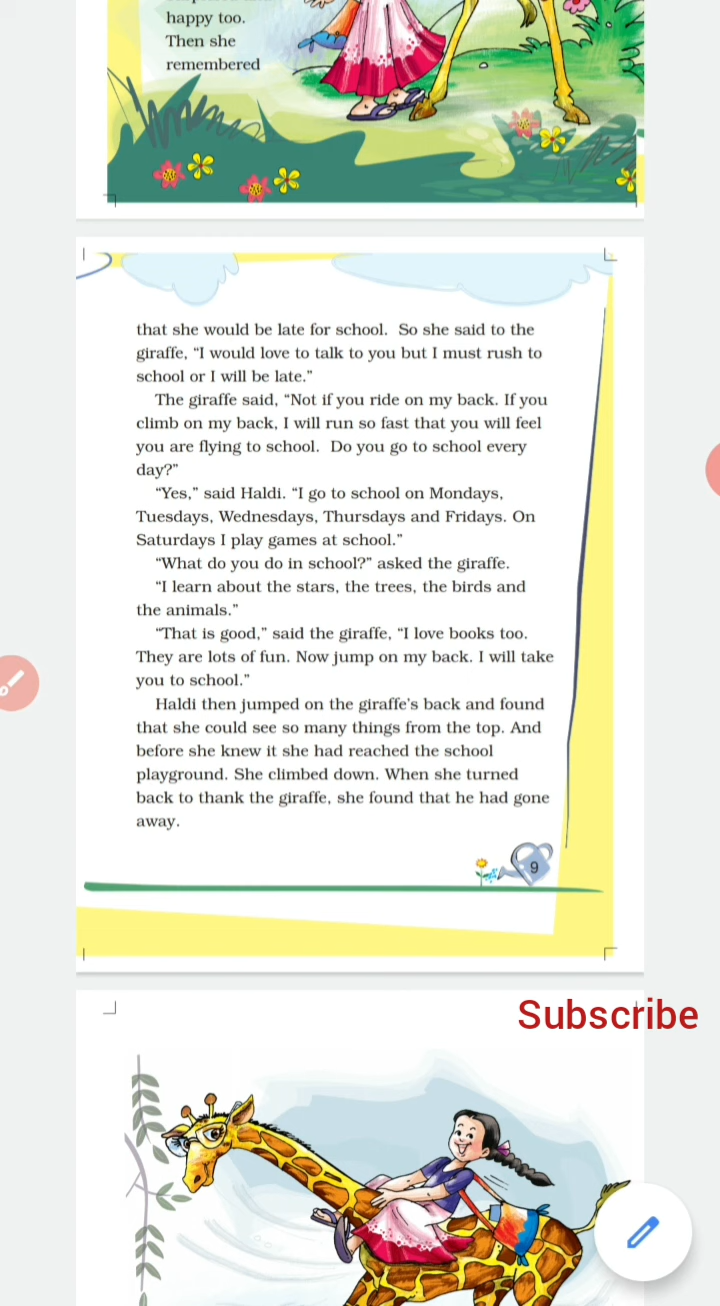 happy too.
Then she
remembered
that she would be late for school.  So she said to the
giraffe, “I would love to talk to you but I must rush to
school or I will be late.”
The giraffe said, “Not if you ride on my back. If you
climb on my back, I will run so fast that you will feel
you are flying to school.  Do you go to school every
day?”
“Yes,” said Haldi. “I go to school on Mondays,
Tuesdays, Wednesdays, Thursdays and Fridays. On
Saturdays I play games at school.”
“What do you do in school?” asked the giraffe.
“I learn about the stars, the trees, the birds and
the animals.”
“That is good,” said the giraffe, “I love books too.
They are lots of fun. Now jump on my back. I will take
you to school.”
Haldi then jumped on the giraffe’s back and found
that she could see so many things from the top. And
before she knew it she had reached the school
playground. She climbed down. When she turned
back to thank the giraffe, she found that he had gone
away.
9
Subscribe